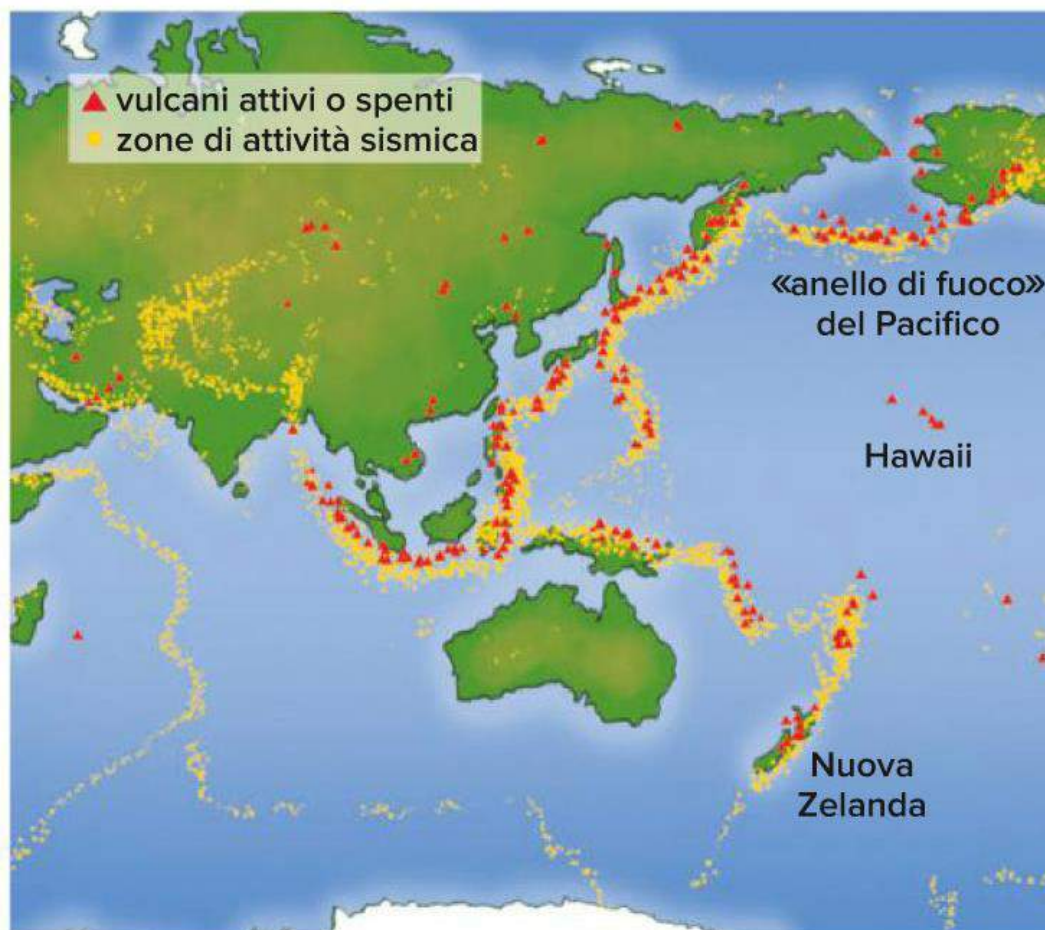 vulcani attivi o spenti
zone di attività sismica
«anello di fuoco»
del Pacifico
Hawaii
Nuova
Zelanda